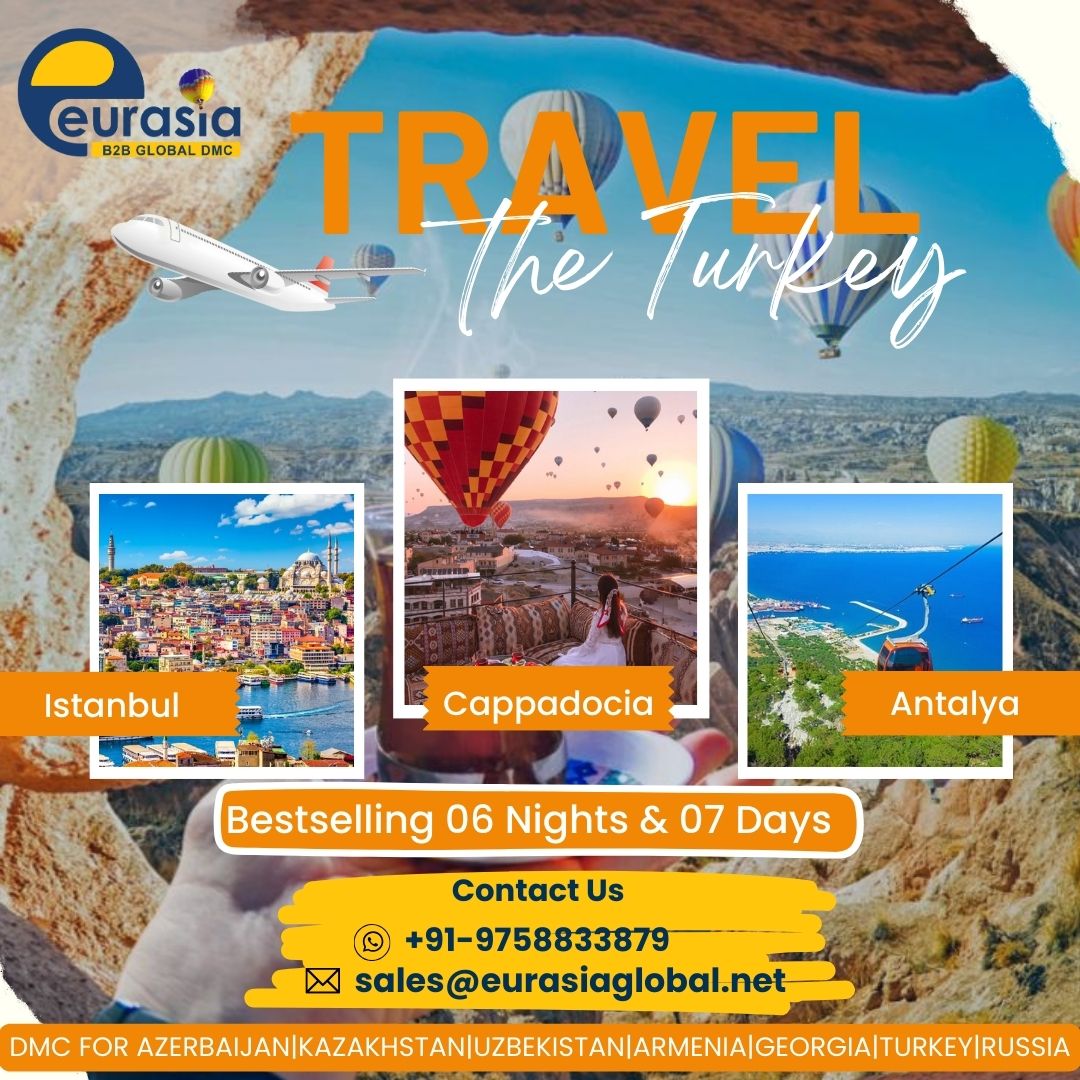 eurasia
B2B GLOBAL DMC
TRAVEL
the Turkey
Istanbul
Cappadocia
Antalya
Bestselling 06 Nights & 07 Days
Contact Us
+91-9758833879
sales@eurasiaglobal.net
DMC FOR AZERBAIJAN|KAZAKHSTAN|UZBEKISTAN|ARMENIA|GEORGIA|TURKEY|RUSSIA